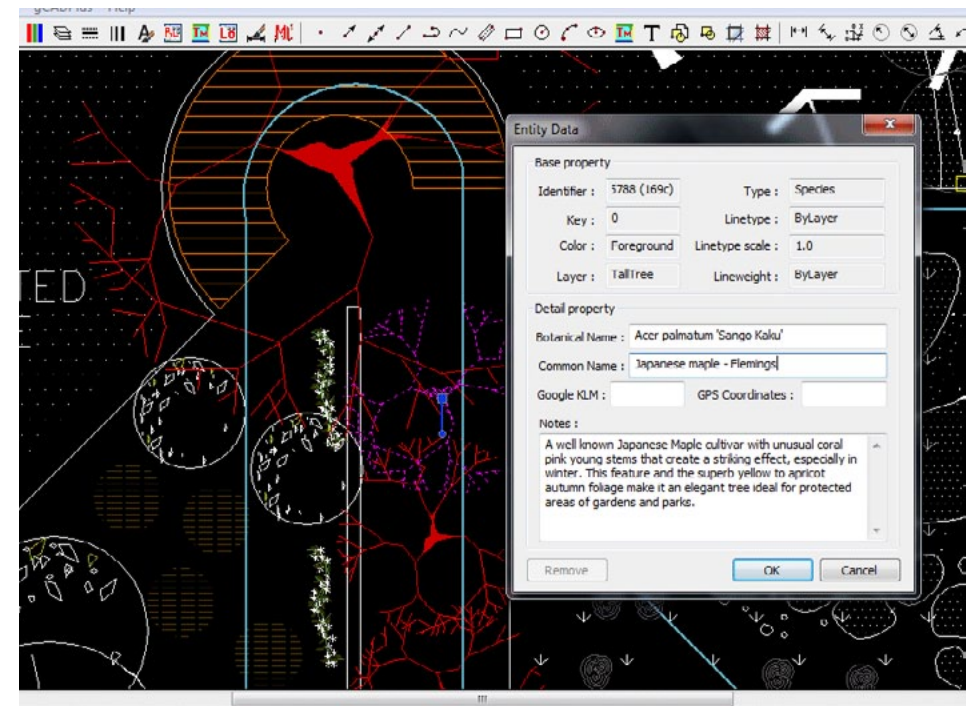 gCADPlus Help
TED
Entity Data
Base property
Identifier : 5788 (169c) Type : Species
Key : 0 Linetype : ByLayer
Color : Foreground Linetype scale : 1.0
Layer : TallTree Lineweight : ByLayer
Detail property
Botanical Name : Acer palmatum 'Sango Kaku'
Common Name : Japanese maple - Flemings
Google KLM : GPS Coordinates :
Notes :
A well known Japanese Maple cultivar with unusual coral
pink young stems that create a striking effect, especially in
winter. This feature and the superb yellow to apricot
autumn foliage make it an elegant tree ideal for protected
areas of gardens and parks.
Remove OK Cancel